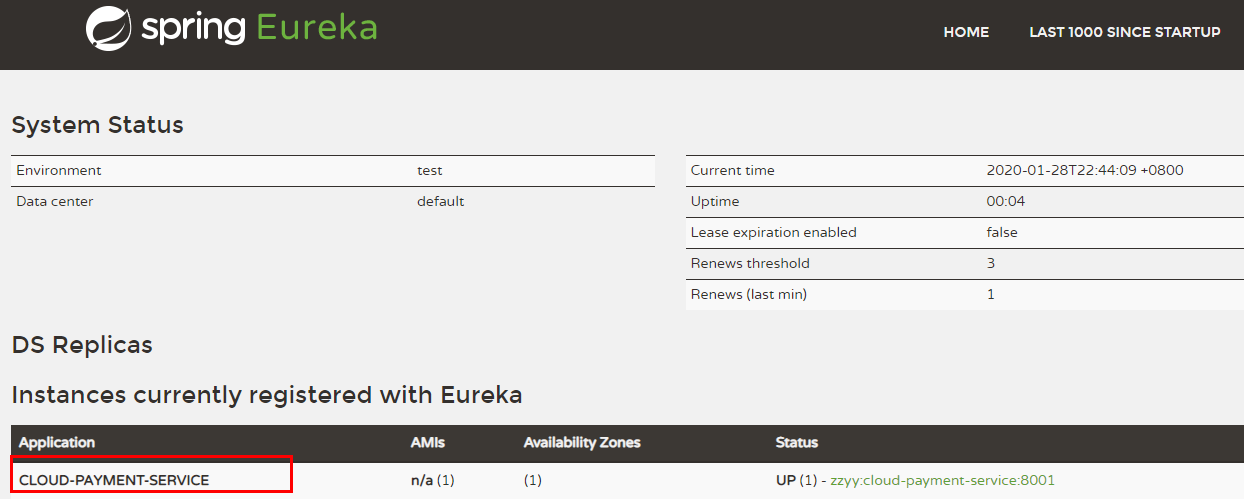 spring Eureka
HOME LAST 1000 SINCE STARTUP
System Status
Environment test
Data center default
Current time 2020-01-28T22:44:09 +0800
Uptime 00:04
Lease expiration enabled false
Renews threshold 3
Renews (last min) 1
DS Replicas
Instances currently registered with Eureka
Application AMIs Availability Zones Status
CLOUD-PAYMENT-SERVICE n/a (1) (1) UP (1) - zzyy:cloud-payment-service:8001